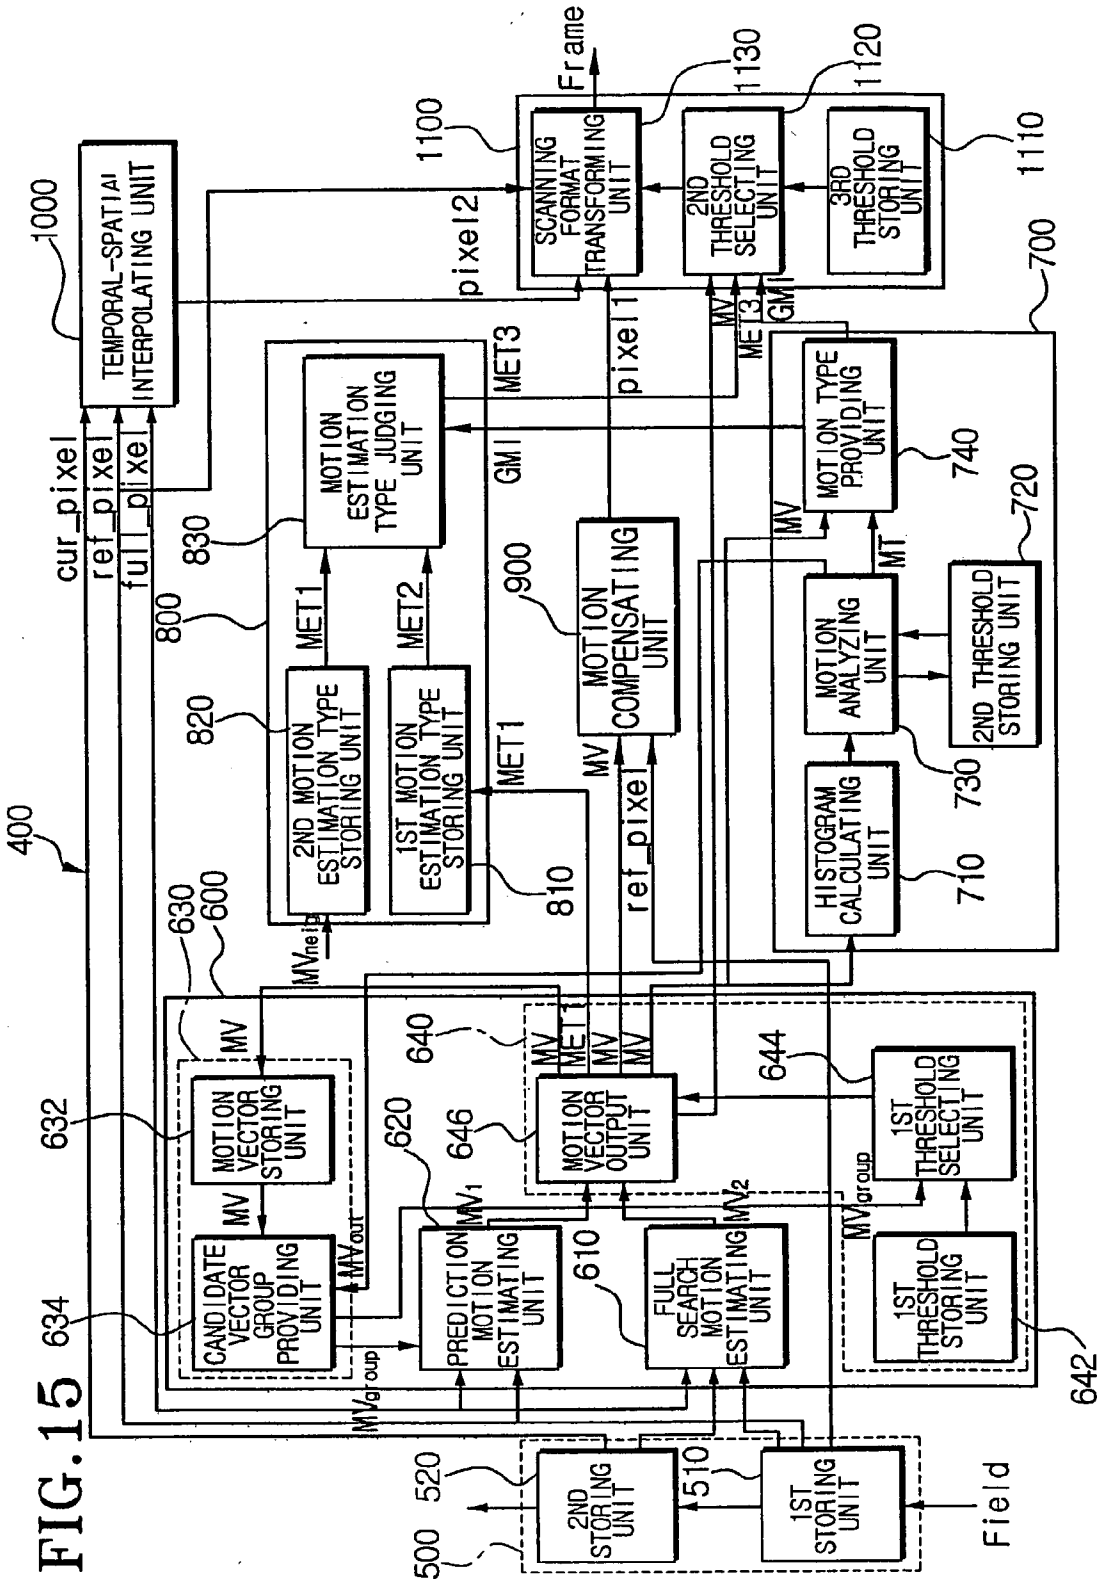 FIG.15
400
500
520
2ND
STORING
UNIT
510
1ST
STORING
UNIT
Field
cur_pixel
ref_pixel
full_pixel
1000
TEMPORAL-SPATIAL
INTERPOLATING UNIT
600
630
632
MOTION
VECTOR
STORING
UNIT
MV
MV
634
CANDIDATE
VECTOR
GROUP
PROVIDING
UNIT
MVout
MVgroup
620
PREDICTION
MOTION
ESTIMATING
UNIT
MV1
610
FULL
SEARCH
MOTION
ESTIMATING
UNIT
MV2
640
646
MOTION
VECTOR
OUTPUT
UNIT
MV
MET1
MV
MV
644
1ST
THRESHOLD
SELECTING
UNIT
MVgroup
1ST
THRESHOLD
STORING
UNIT
642
800
820
2ND MOTION
ESTIMATION TYPE
STORING UNIT
MVneig
MET1
1ST MOTION
ESTIMATION TYPE
STORING UNIT
810
MET1
MET2
830
MOTION
ESTIMATION
TYPE JUDGING
UNIT
MET3
GMI
900
MOTION
COMPENSATING
UNIT
MV
ref_pixel
pixel1
pixel2
700
HISTOGRAM
CALCULATING
UNIT
710
MOTION
ANALYZING
UNIT
730
2ND THRESHOLD
STORING UNIT
720
MV
MT
MOTION TYPE
PROVIDING
UNIT
740
1100
SCANNING
FORMAT
TRANSFORMING
UNIT
1130
Frame
2ND
THRESHOLD
SELECTING
UNIT
1120
MV
MET3
GMI
3RD
THRESHOLD
STORING
UNIT
1110